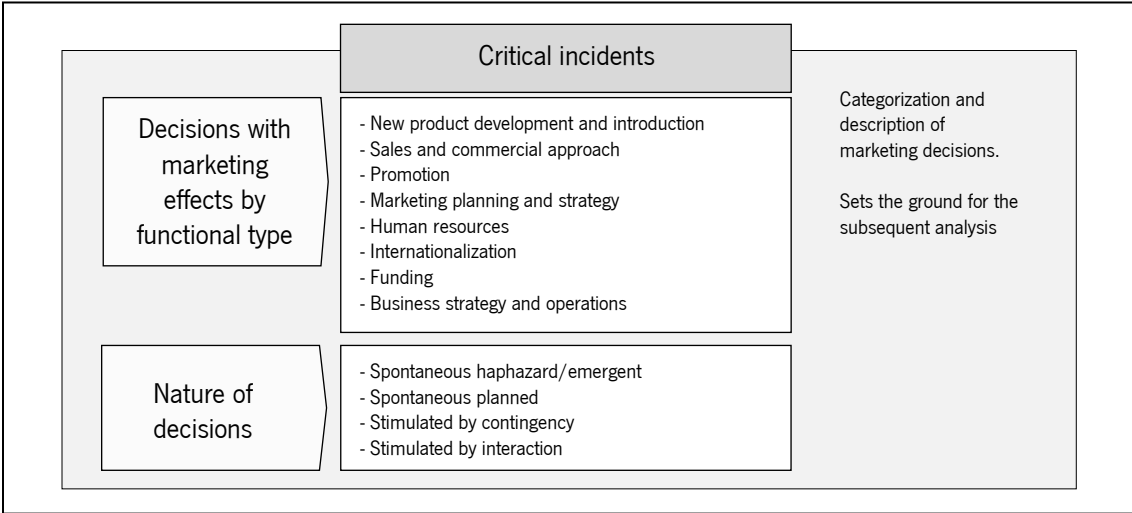 Critical incidents
Decisions with
marketing
effects by
functional type
- New product development and introduction
- Sales and commercial approach
- Promotion
- Marketing planning and strategy
- Human resources
- Internationalization
- Funding
- Business strategy and operations
Categorization and
description of
marketing decisions.
Sets the ground for the
subsequent analysis
Nature of
decisions
- Spontaneous haphazard/emergent
- Spontaneous planned
- Stimulated by contingency
- Stimulated by interaction